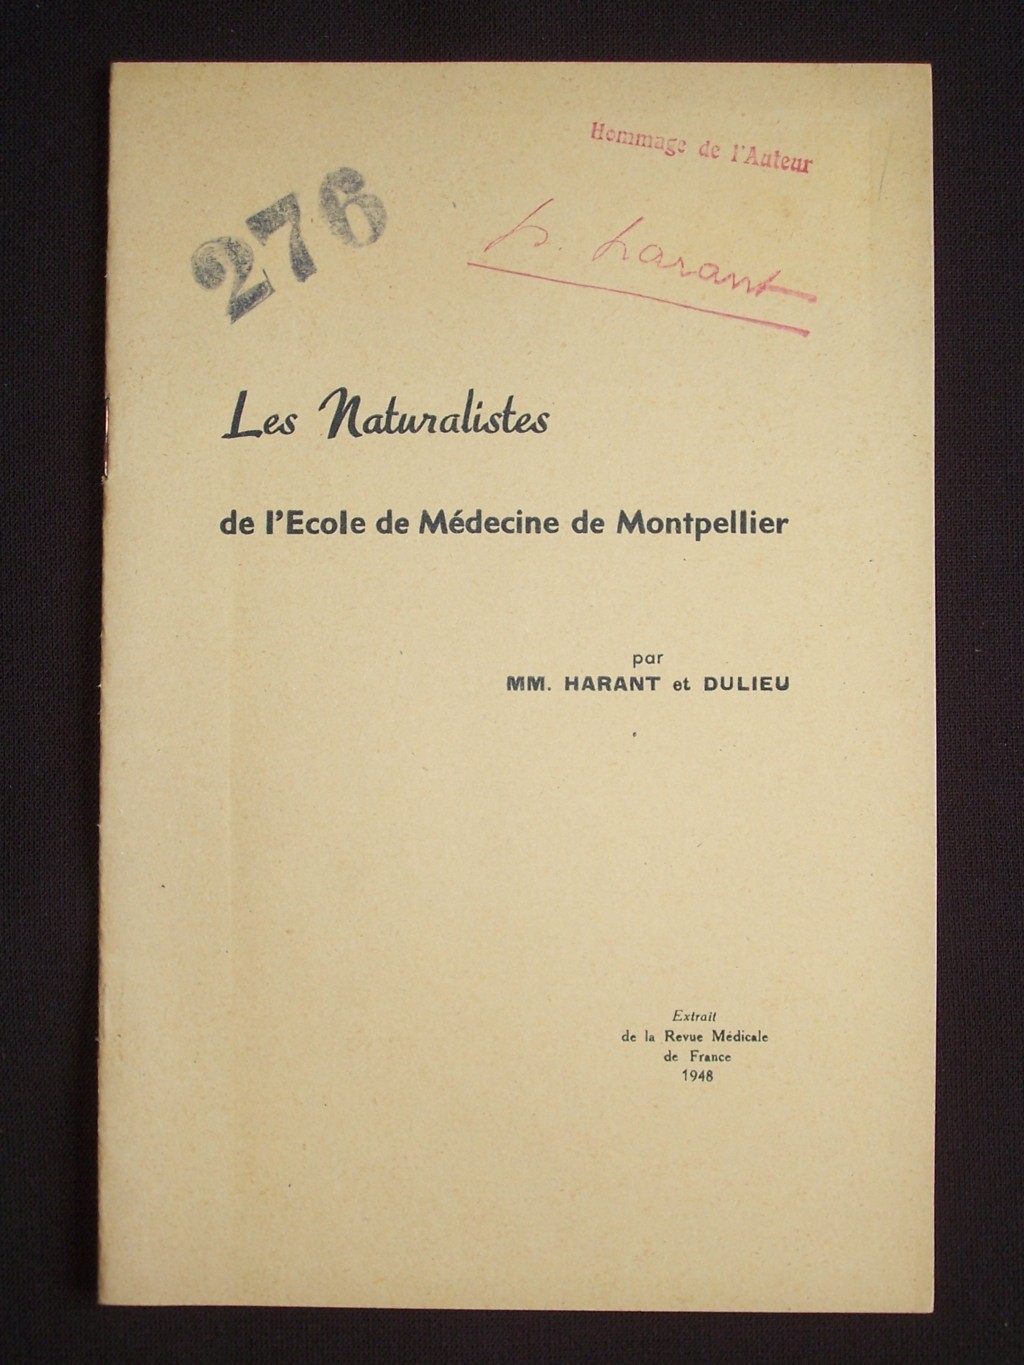 Hommage de l'Auteur
276
h. harant
Les Naturalistes
de l'Ecole de Médecine de Montpellier
par
MM. HARANT et DULIEU
Extrait
de la Revue Médicale
de France
1948